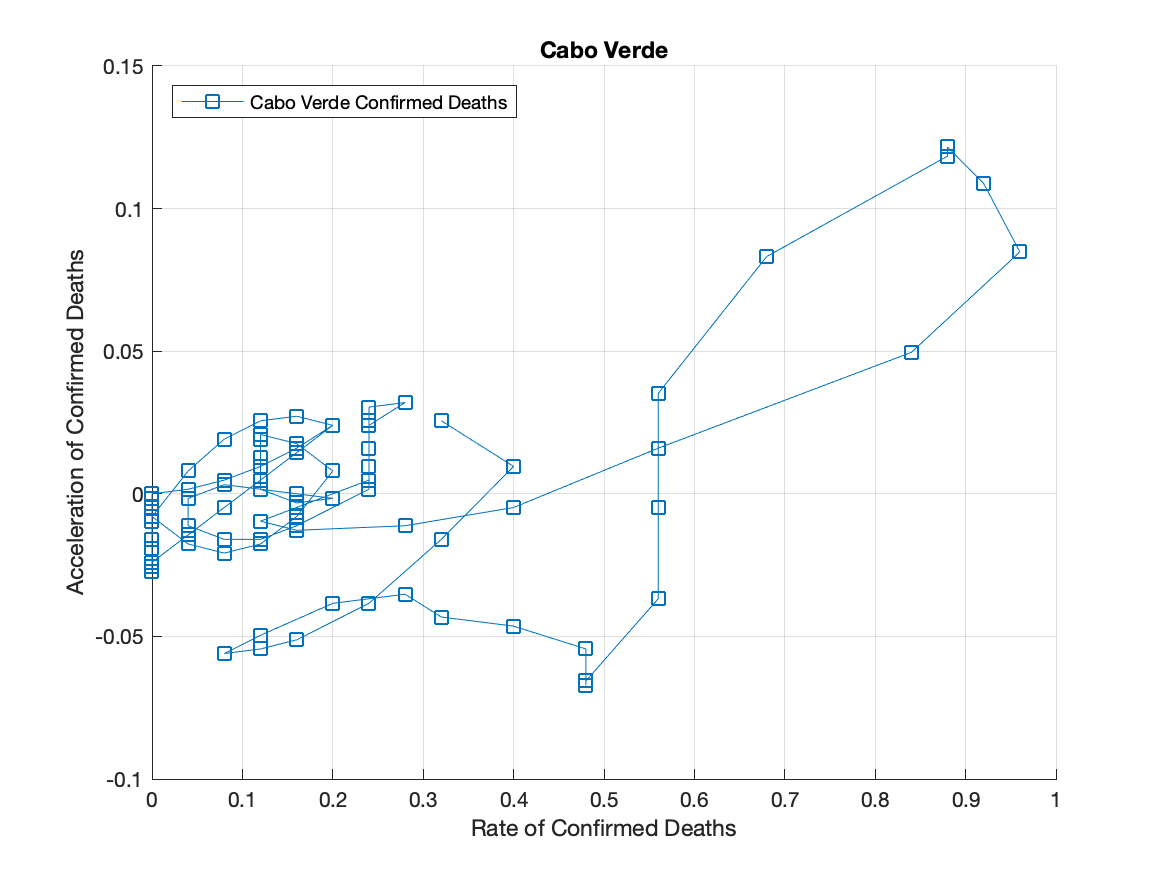 Cabo Verde
0.15
Cabo Verde Confirmed Deaths
0.1
0.05
0
-0.05
-0.1
Acceleration of Confirmed Deaths
0 0.1 0.2 0.3 0.4 0.5 0.6 0.7 0.8 0.9 1
Rate of Confirmed Deaths